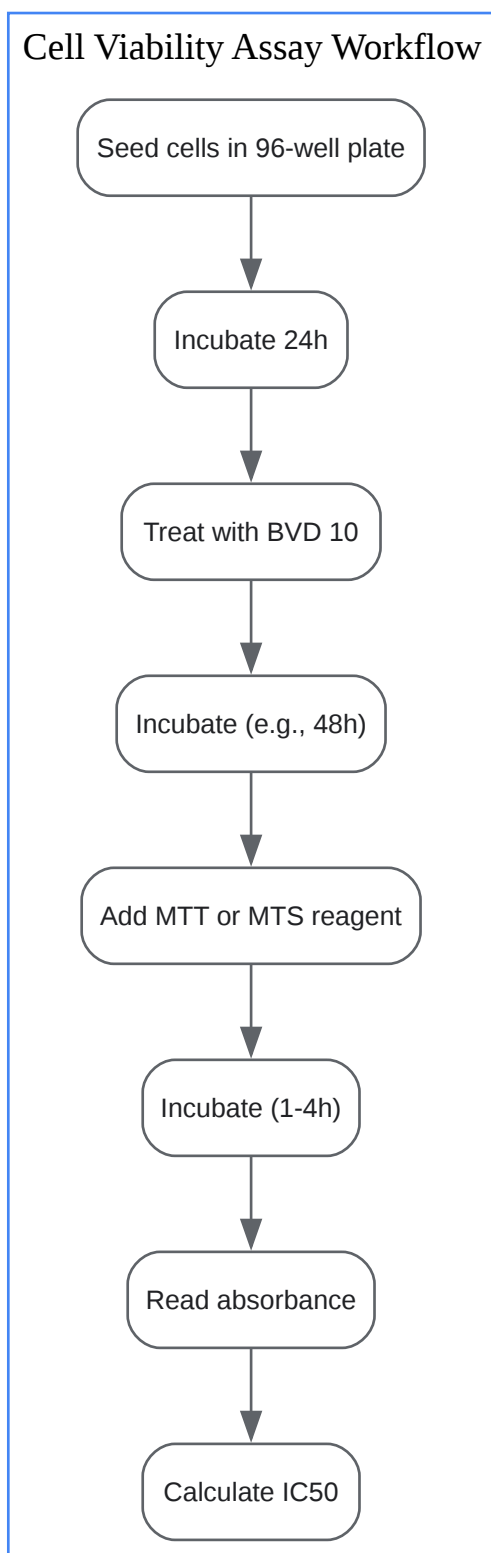 Cell Viability Assay Workflow
Seed cells in 96-well plate
Incubate 24h
Treat with BVD 10
Incubate (e.g., 48h)
Add MTT or MTS reagent
Incubate (1-4h)
Read absorbance
Calculate IC50